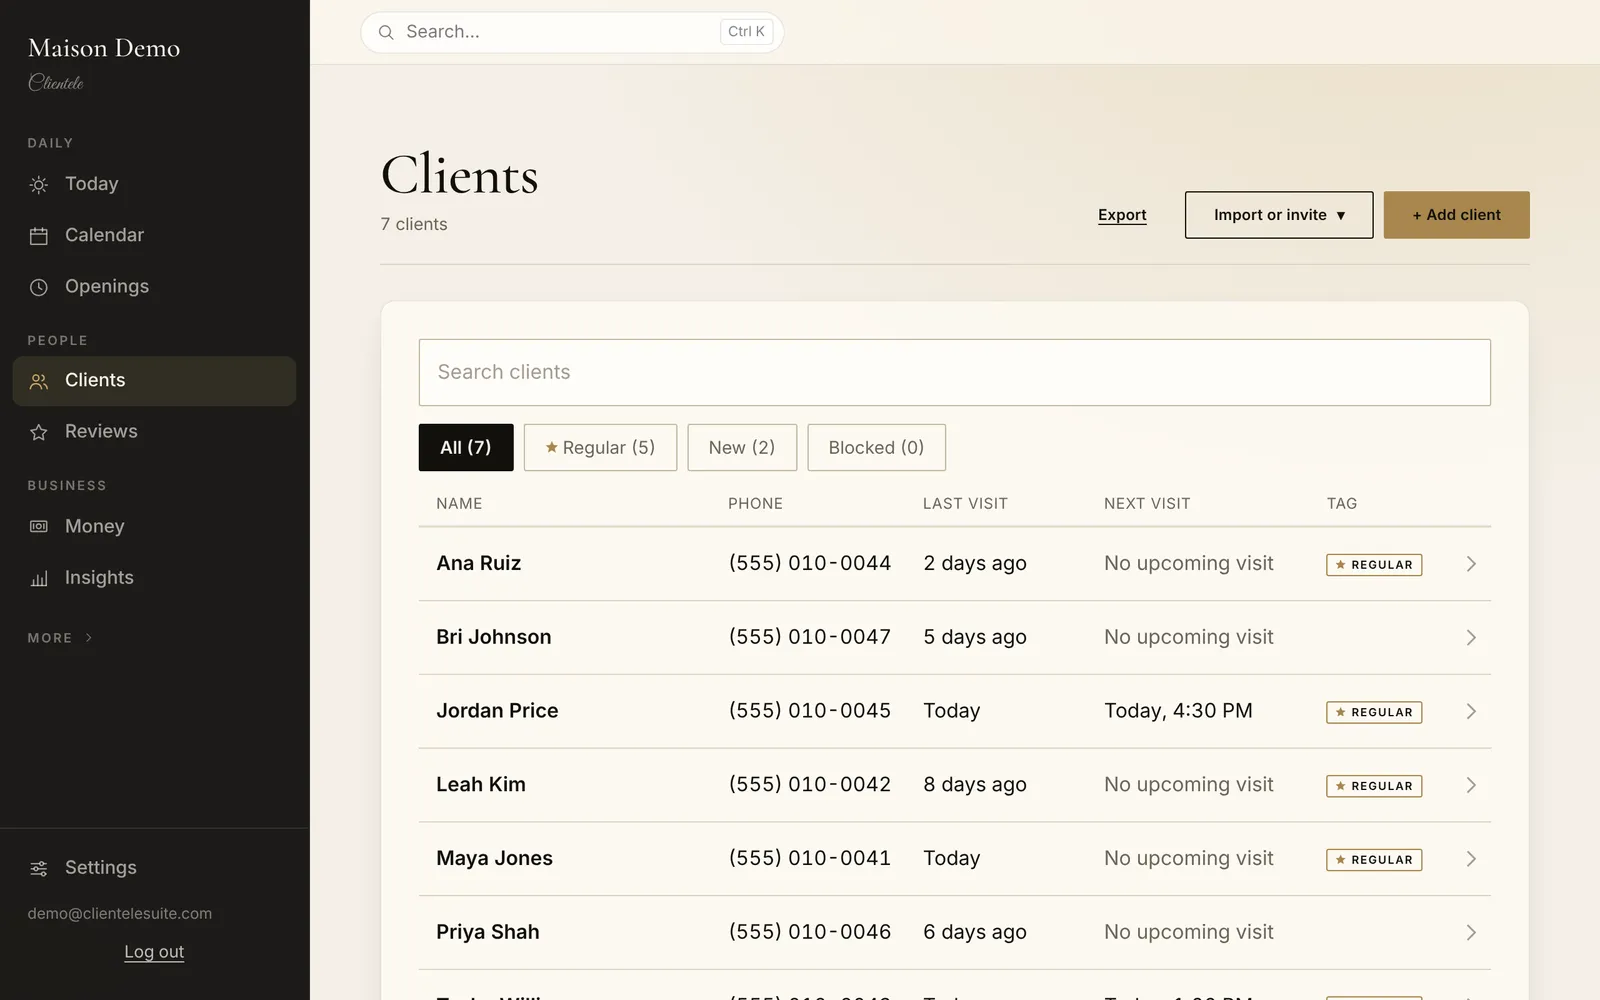 Maison Demo
Clientele
DAILY
Today
Calendar
Openings
PEOPLE
Clients
Reviews
BUSINESS
Money
Insights
MORE
Settings
demo@clientelesuite.com
Log out
Search...
Ctrl K
Clients
7 clients
Export
Import or invite ▼
+ Add client
Search clients
All (7)
★ Regular (5)
New (2)
Blocked (0)
NAME PHONE LAST VISIT NEXT VISIT TAG
Ana Ruiz (555) 010-0044 2 days ago No upcoming visit ★ REGULAR
Bri Johnson (555) 010-0047 5 days ago No upcoming visit
Jordan Price (555) 010-0045 Today Today, 4:30 PM ★ REGULAR
Leah Kim (555) 010-0042 8 days ago No upcoming visit ★ REGULAR
Maya Jones (555) 010-0041 Today No upcoming visit ★ REGULAR
Priya Shah (555) 010-0046 6 days ago No upcoming visit